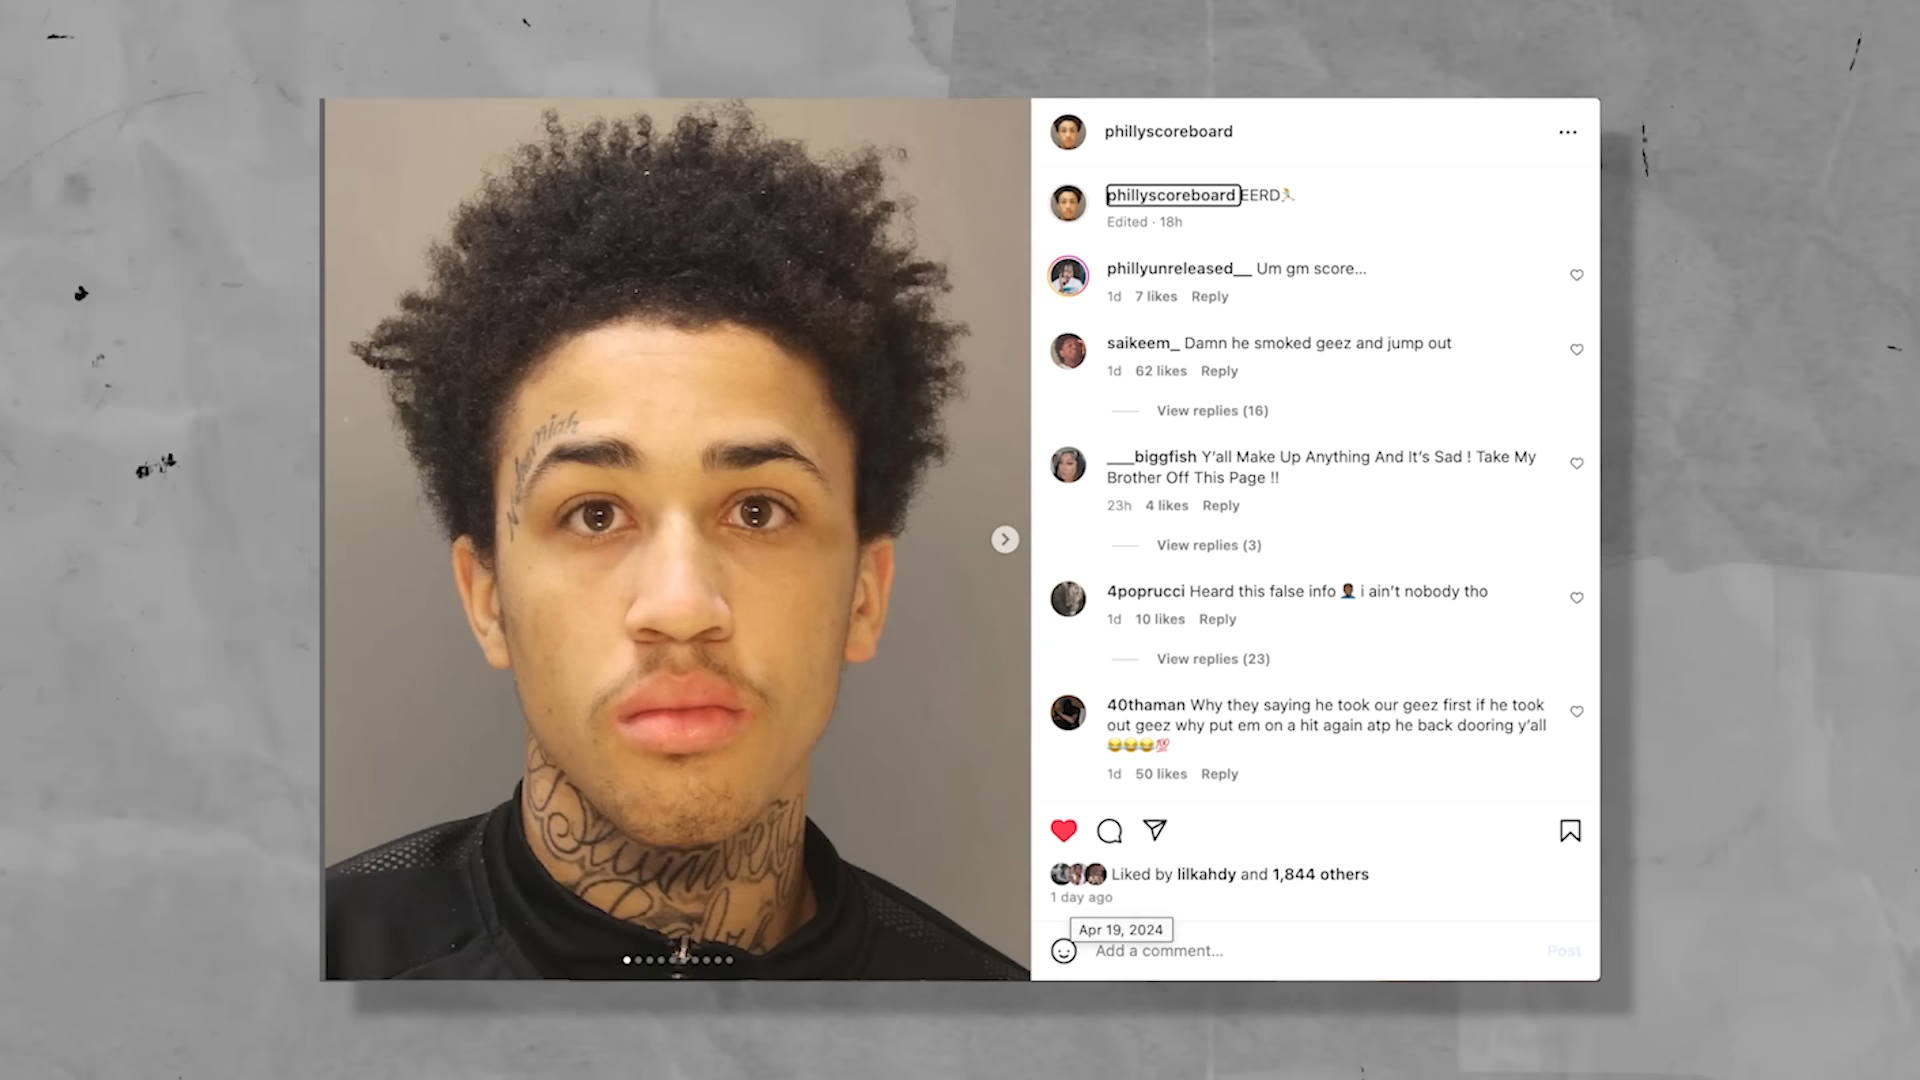 phillyscoreboard
phillyscoreboard EERD🏃
Edited · 18h
phillyunreleased__ Um gm score...
1d 7 likes Reply
saikeem_ Damn he smoked geez and jump out
1d 62 likes Reply
View replies (16)
___biggfish Y'all Make Up Anything And It's Sad ! Take My
Brother Off This Page !!
23h 4 likes Reply
View replies (3)
4poprucci Heard this false info 🤦🏾‍♂️ i ain't nobody tho
1d 10 likes Reply
View replies (23)
40thaman Why they saying he took our geez first if he took
out geez why put em on a hit again atp he back dooring y'all
😂😂😂💯
1d 50 likes Reply
Liked by lilkahdy and 1,844 others
1 day ago
Apr 19, 2024
Add a comment...
Post